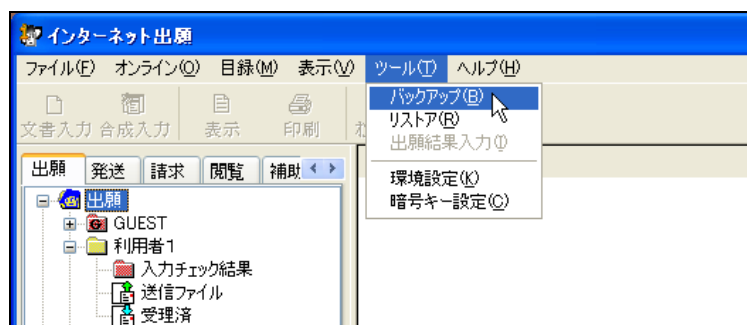 インターネット出願
ファイル(F) オンライン(O) 目録(M) 表示(V) ツール(T) ヘルプ(H)
文書入力 合成入力 表示 印刷
バックアップ(B)
リストア(R)
出願結果入力(I)
環境設定(K)
暗号キー設定(C)
出願 発送 請求 閲覧 補助
出願
GUEST
利用者1
入力チェック結果
送信ファイル
受理済